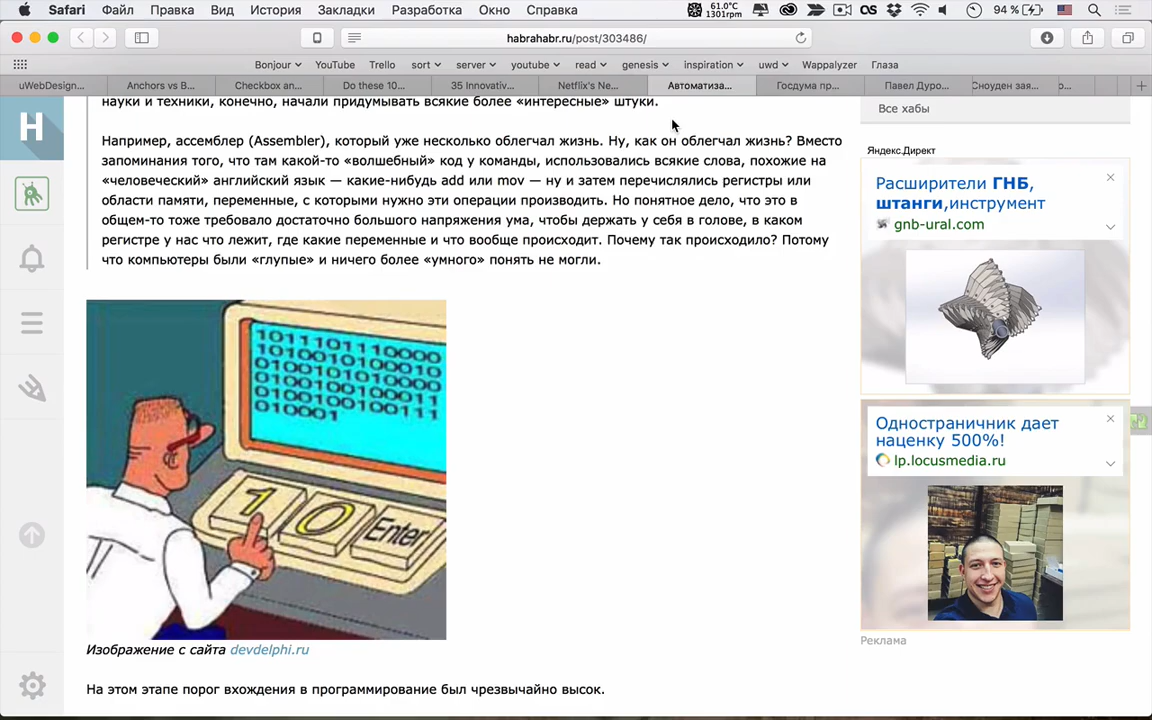 Safari Файл Правка Вид История Закладки Разработка Окно Справка 61.0°C 1301rpm 94 %
habrahabr.ru/post/303486/
Bonjour YouTube Trello sort server youtube read genesis inspiration uwd Wappalyzer Глаза
uWebDesign... Anchors vs B... Checkbox an... Do these 10... 35 Innovativ... Netflix's Ne... Автоматиза... Госдума пр... Павел Дуро... Сноуден зая...
науки и техники, конечно, начали придумывать всякие более «интересные» штуки.
Например, ассемблер (Assembler), который уже несколько облегчал жизнь. Ну, как он облегчал жизнь? Вместо
запоминания того, что там какой-то «волшебный» код у команды, использовались всякие слова, похожие на
«человеческий» английский язык — какие-нибудь add или mov — ну и затем перечислялись регистры или
области памяти, переменные, с которыми нужно эти операции производить. Но понятное дело, что это в
общем-то тоже требовало достаточно большого напряжения ума, чтобы держать у себя в голове, в каком
регистре у нас что лежит, где какие переменные и что вообще происходит. Почему так происходило? Потому
что компьютеры были «глупые» и ничего более «умного» понять не могли.
1011101110000
1010010100010
0100101010000
0100101000011
0100100100111
010001
1 0 Enter
Изображение с сайта devdelphi.ru
На этом этапе порог вхождения в программирование был чрезвычайно высок.
H
Все хабы
Яндекс.Директ
Расширители ГНБ,
штанги,инструмент
gnb-ural.com
Одностраничник дает
наценку 500%!
lp.locusmedia.ru
Реклама